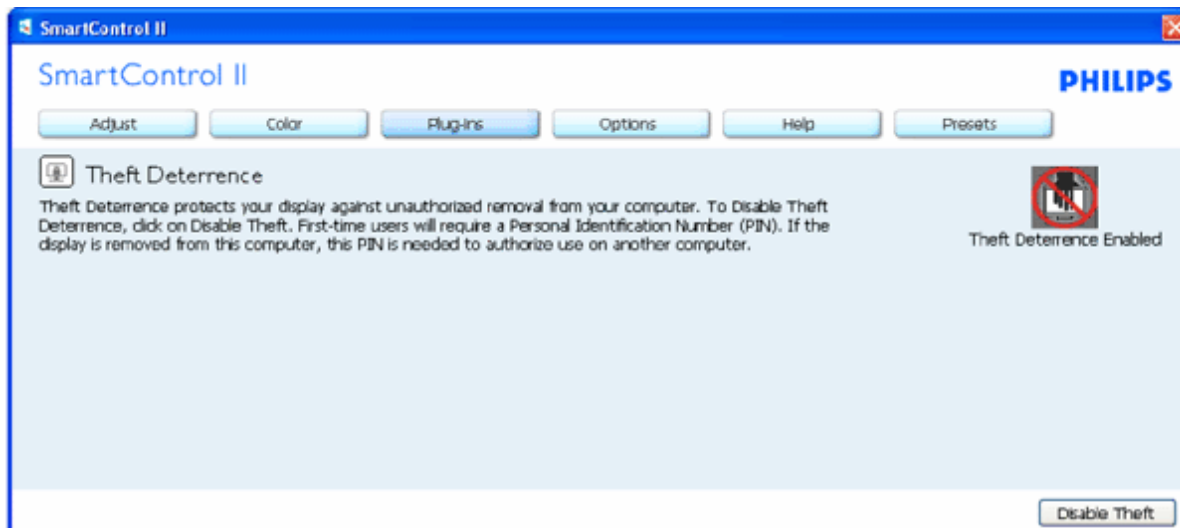 SmartControl II
SmartControl II
PHILIPS
Adjust Color Plug-Ins Options Help Presets
Theft Deterrence
Theft Deterrence protects your display against unauthorized removal from your computer. To Disable Theft
Deterrence, click on Disable Theft. First-time users will require a Personal Identification Number (PIN). If the
display is removed from this computer, this PIN is needed to authorize use on another computer.
Theft Deterrence Enabled
Disable Theft